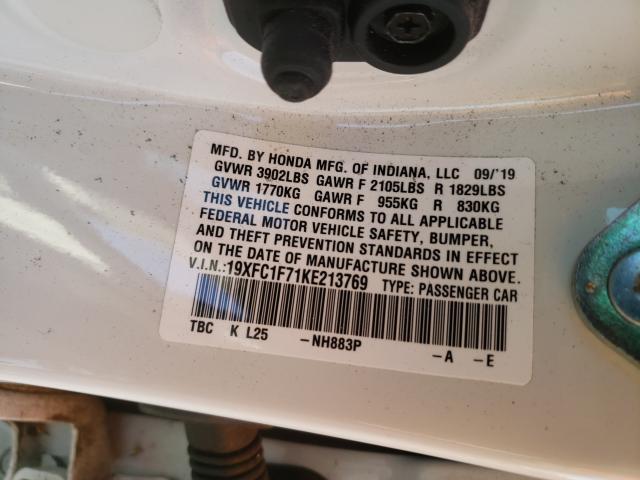 MFD. BY HONDA MFG. OF INDIANA, LLC 09/'19
GVWR 3902LBS GAWR F 2105LBS R 1829LBS
GVWR 1770KG GAWR F 955KG R 830KG
THIS VEHICLE CONFORMS TO ALL APPLICABLE
FEDERAL MOTOR VEHICLE SAFETY, BUMPER,
AND THEFT PREVENTION STANDARDS IN EFFECT
ON THE DATE OF MANUFACTURE SHOWN ABOVE.
V.I.N.:19XFC1F71KE213769 TYPE: PASSENGER CAR
TBC K L25 -NH883P -A -E